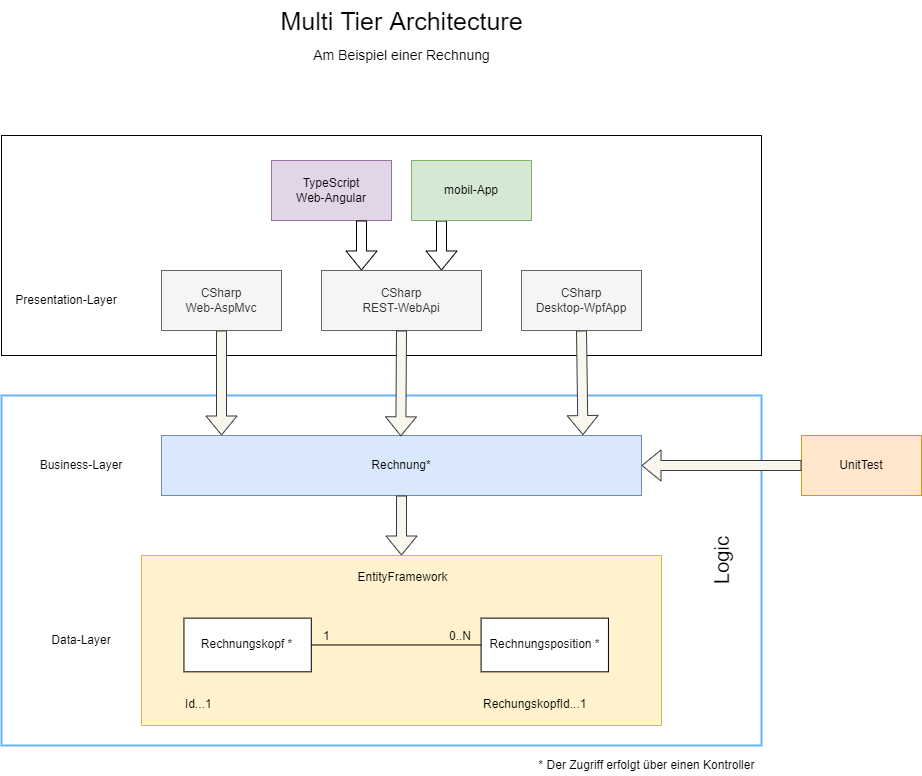 Multi Tier Architecture
Am Beispiel einer Rechnung
TypeScript
Web-Angular
mobil-App
Presentation-Layer
CSharp
Web-AspMvc
CSharp
REST-WebApi
CSharp
Desktop-WpfApp
Business-Layer
Rechnung*
UnitTest
Logic
EntityFramework
Data-Layer
Rechnungskopf *
1
0..N
Rechnungsposition *
Id...1
RechungskopfId...1
* Der Zugriff erfolgt über einen Kontroller